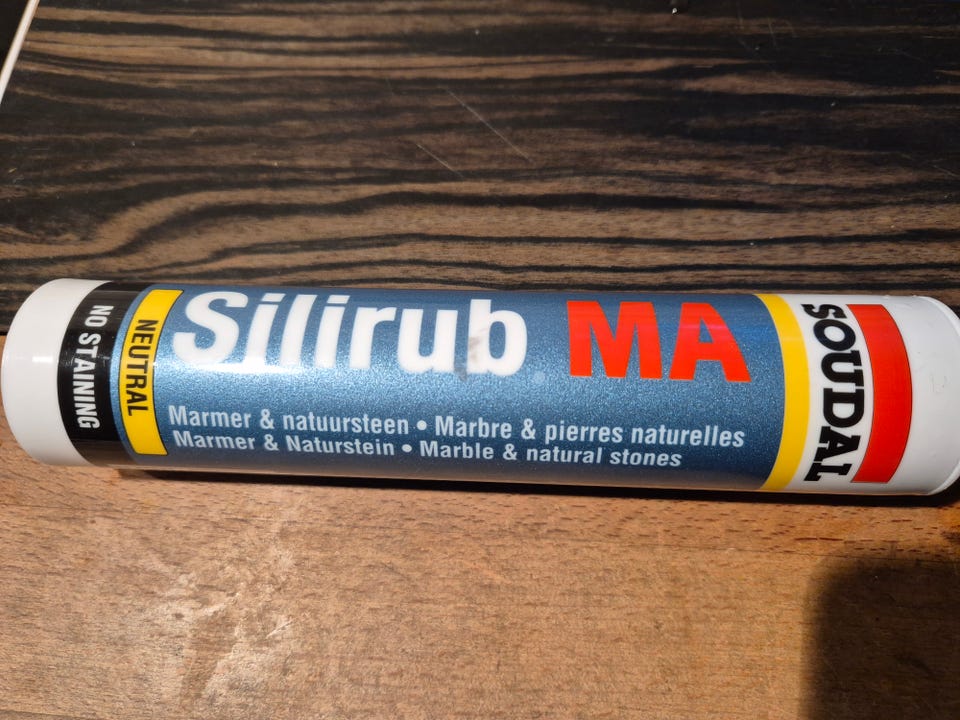 NO STAINING
NEUTRAL
Silirub MA
Marmer & natuursteen • Marbre & pierres naturelles
Marmer & Naturstein • Marble & natural stones
SOUDAL